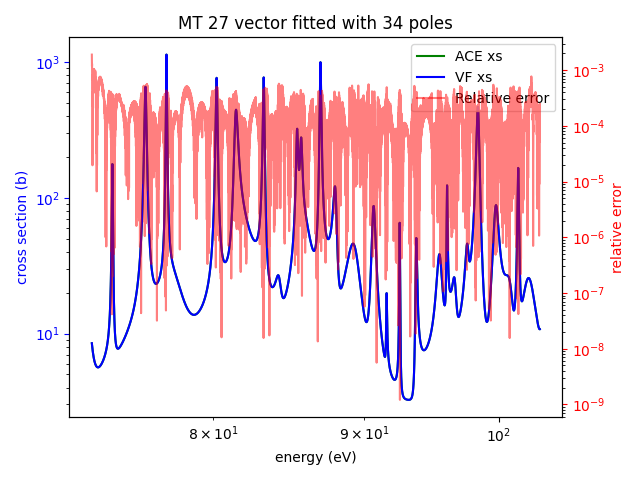 MT 27 vector fitted with 34 poles
ACE xs
VF xs
Relative error
cross section (b)
10³
10²
10¹
relative error
10⁻³
10⁻⁴
10⁻⁵
10⁻⁶
10⁻⁷
10⁻⁸
10⁻⁹
8 × 10¹
9 × 10¹
10²
energy (eV)